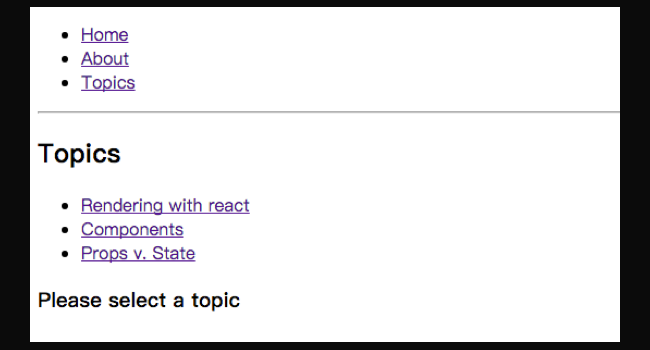 Home
About
Topics
Topics
Rendering with react
Components
Props v. State
Please select a topic